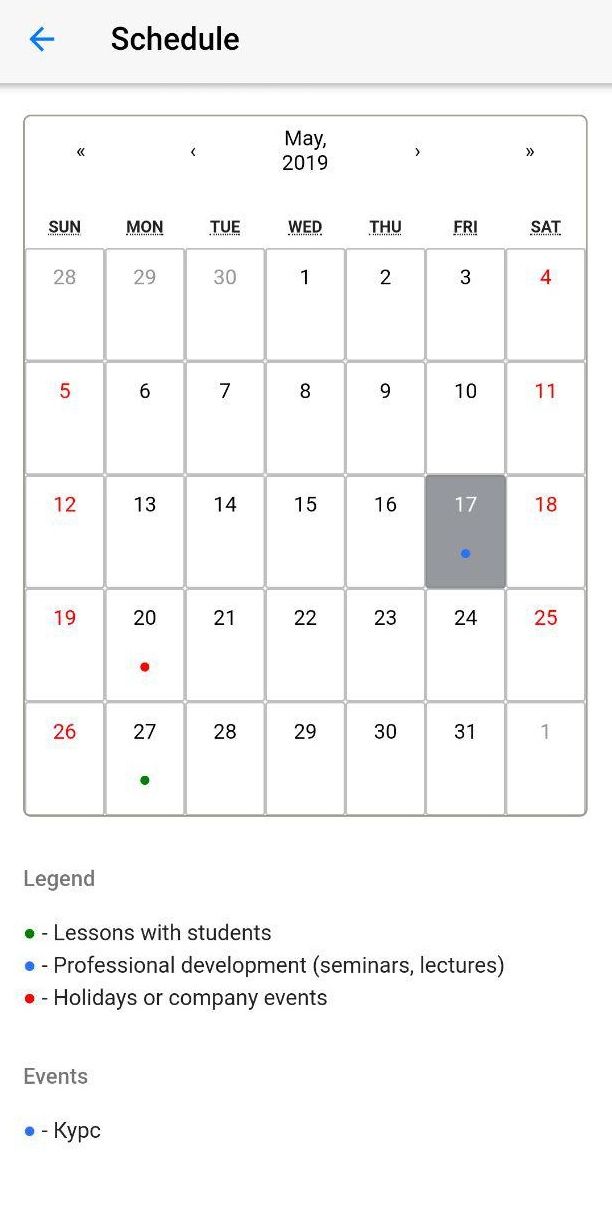 Schedule
« ‹ May, 2019 › »
SUN MON TUE WED THU FRI SAT
28 29 30 1 2 3 4
5 6 7 8 9 10 11
12 13 14 15 16 17 18
19 20 21 22 23 24 25
26 27 28 29 30 31 1
Legend
- Lessons with students
- Professional development (seminars, lectures)
- Holidays or company events
Events
- Курс